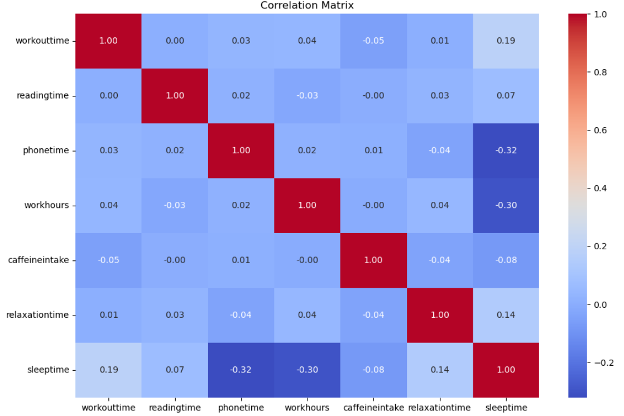 Correlation Matrix
workouttime 1.00 0.00 0.03 0.04 -0.05 0.01 0.19
readingtime 0.00 1.00 0.02 -0.03 -0.00 0.03 0.07
phonetime 0.03 0.02 1.00 0.02 0.01 -0.04 -0.32
workhours 0.04 -0.03 0.02 1.00 -0.00 0.04 -0.30
caffeineintake -0.05 -0.00 0.01 -0.00 1.00 -0.04 -0.08
relaxationtime 0.01 0.03 -0.04 0.04 -0.04 1.00 0.14
sleeptime 0.19 0.07 -0.32 -0.30 -0.08 0.14 1.00
workouttime readingtime phonetime workhours caffeineintake relaxationtime sleeptime
1.0
0.8
0.6
0.4
0.2
0.0
−0.2